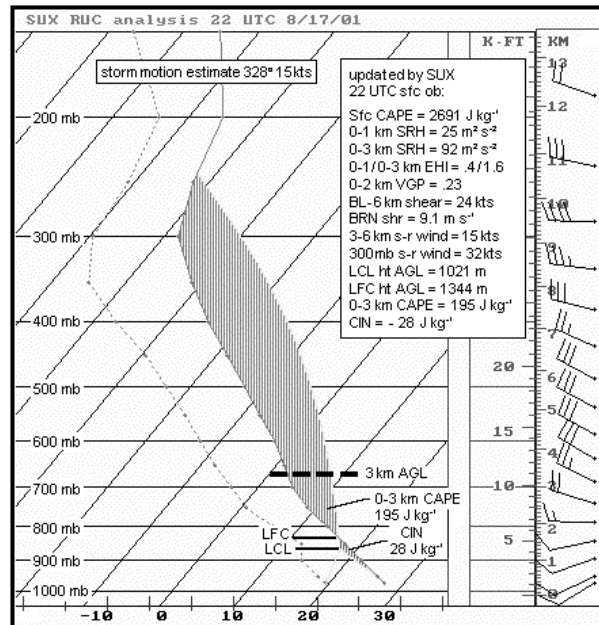 SUX RUC analysis 22 UTC 8/17/01
K-FT KM
storm motion estimate 328° 15kts
updated by SUX
22 UTC sfc ob:
Sfc CAPE = 2691 J kg⁻¹
0-1 km SRH = 25 m² s⁻²
0-3 km SRH = 92 m² s⁻²
0-1/0-3 km EHI = .4/1.6
0-2 km VGP = .23
BL-6 km shear = 24 kts
BRN shr = 9.1 m s⁻¹
3-6 km s-r wind = 15 kts
300mb s-r wind = 32 kts
LCL ht AGL = 1021 m
LFC ht AGL = 1344 m
0-3 km CAPE = 195 J kg⁻¹
CIN = - 28 J kg⁻¹
200 mb
300 mb
400 mb
500 mb
600 mb
700 mb
800 mb
900 mb
1000 mb
3 km AGL
0-3 km CAPE
195 J kg⁻¹
LFC
LCL
CIN
28 J kg⁻¹
20
15
10
5
13
12
11
10
9
8
7
6
5
4
3
2
1
0
-10 0 10 20 30